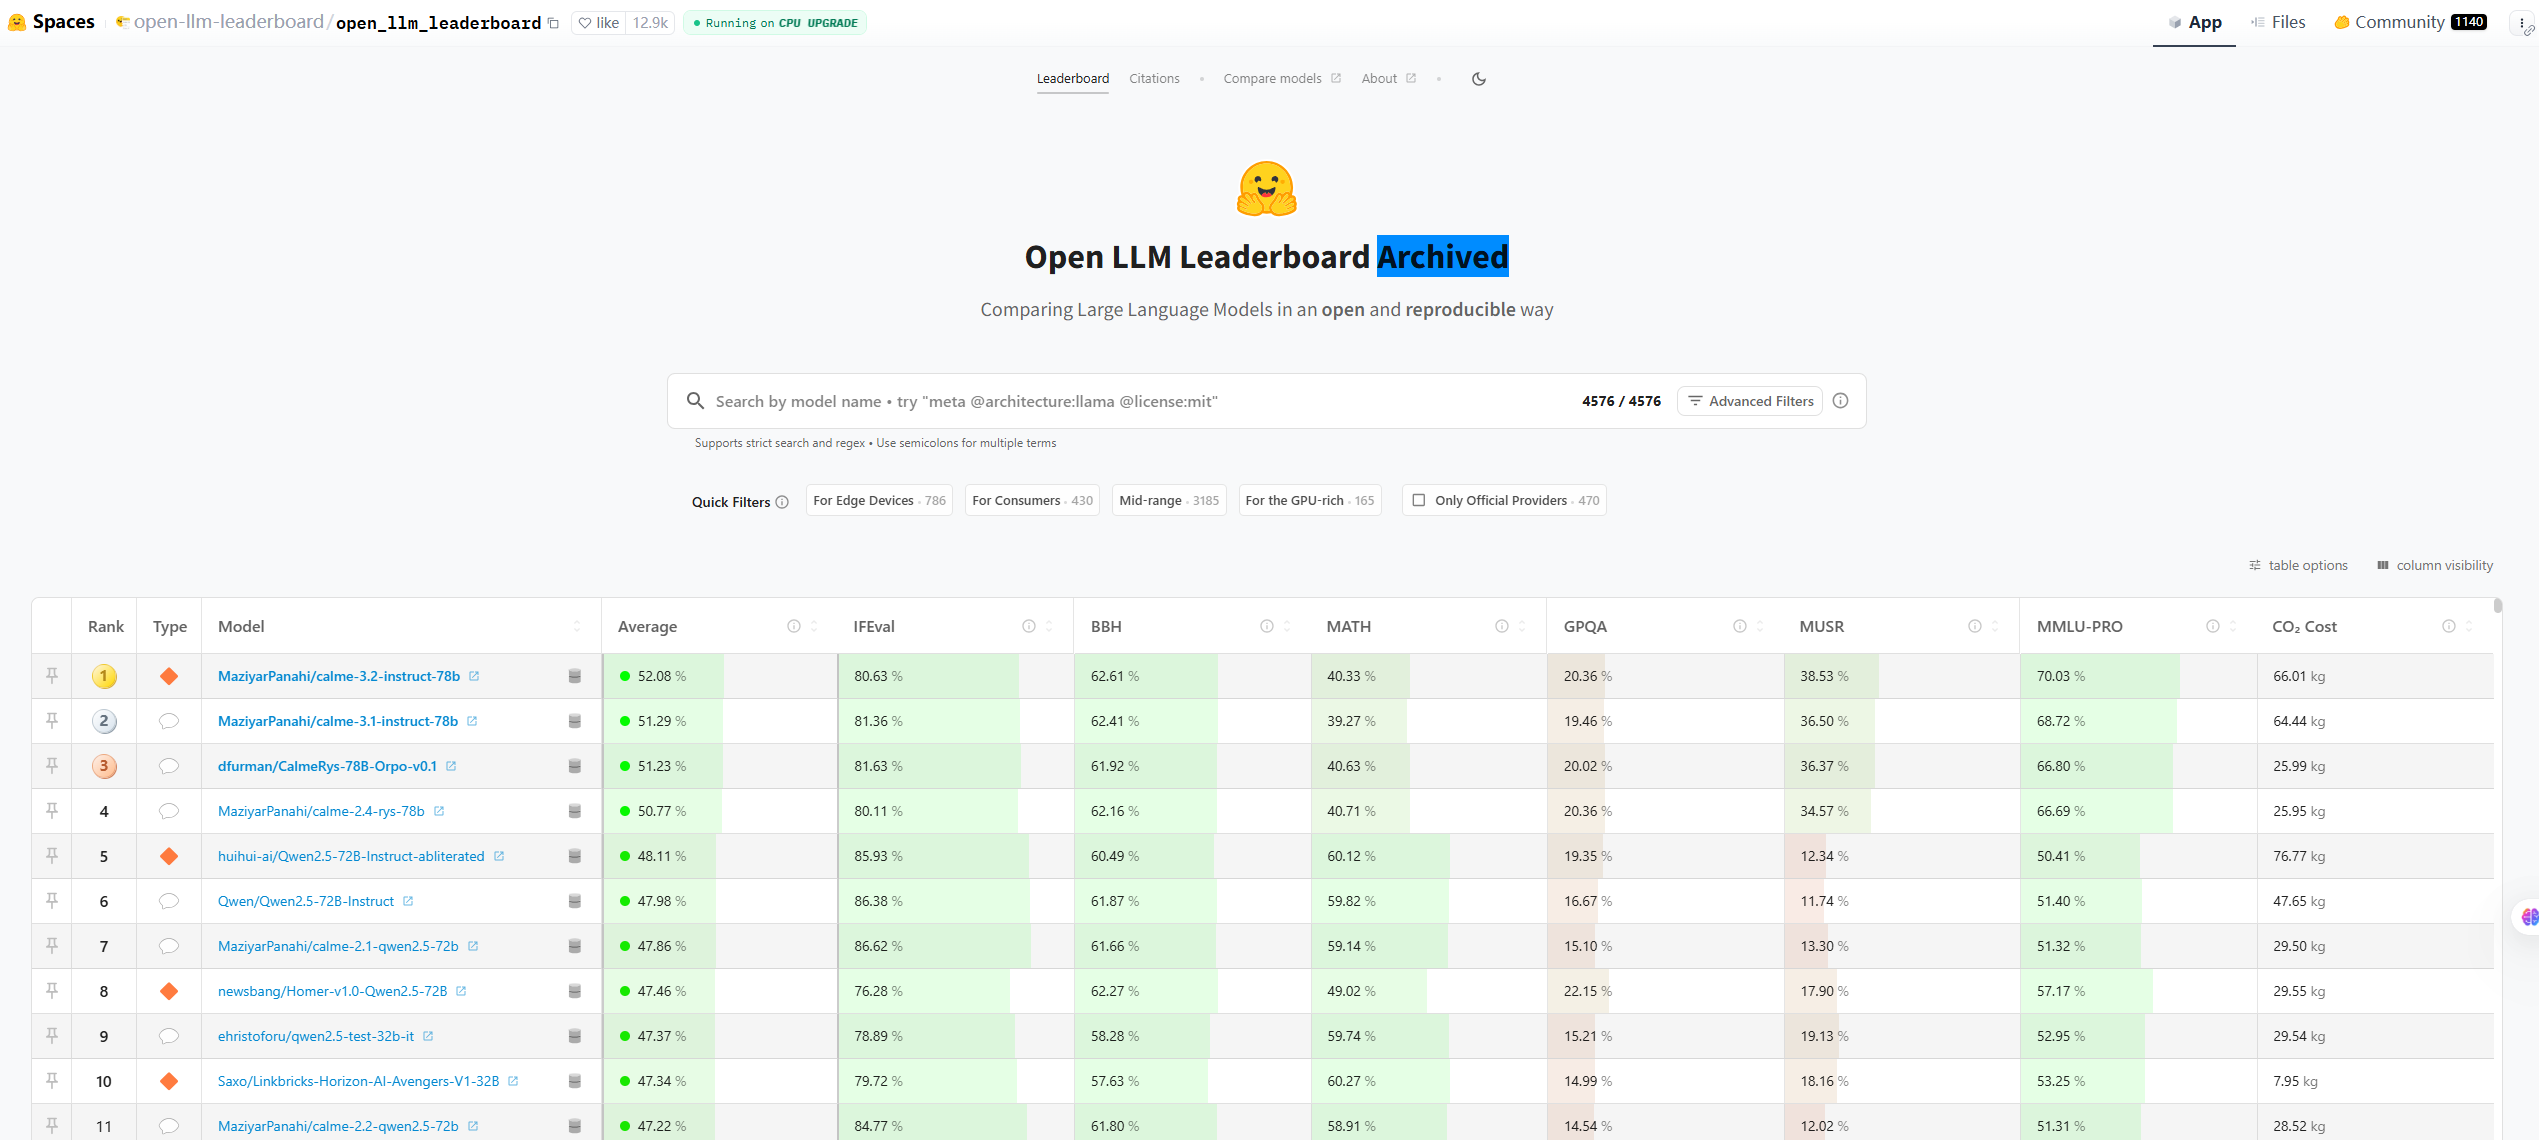 Spaces open-llm-leaderboard/open_llm_leaderboard like 12.9k Running on CPU UPGRADE App Files Community 1140
Leaderboard Citations • Compare models About •
Open LLM Leaderboard Archived
Comparing Large Language Models in an open and reproducible way
Search by model name • try "meta @architecture:llama @license:mit" 4576 / 4576 Advanced Filters
Supports strict search and regex • Use semicolons for multiple terms
Quick Filters For Edge Devices • 786 For Consumers • 430 Mid-range • 3185 For the GPU-rich • 165 Only Official Providers • 470
table options column visibility
Rank Type Model Average IFEval BBH MATH GPQA MUSR MMLU-PRO CO₂ Cost
1 MaziyarPanahi/calme-3.2-instruct-78b 52.08 % 80.63 % 62.61 % 40.33 % 20.36 % 38.53 % 70.03 % 66.01 kg
2 MaziyarPanahi/calme-3.1-instruct-78b 51.29 % 81.36 % 62.41 % 39.27 % 19.46 % 36.50 % 68.72 % 64.44 kg
3 dfurman/CalmeRys-78B-Orpo-v0.1 51.23 % 81.63 % 61.92 % 40.63 % 20.02 % 36.37 % 66.80 % 25.99 kg
4 MaziyarPanahi/calme-2.4-rys-78b 50.77 % 80.11 % 62.16 % 40.71 % 20.36 % 34.57 % 66.69 % 25.95 kg
5 huihui-ai/Qwen2.5-72B-Instruct-abliterated 48.11 % 85.93 % 60.49 % 60.12 % 19.35 % 12.34 % 50.41 % 76.77 kg
6 Qwen/Qwen2.5-72B-Instruct 47.98 % 86.38 % 61.87 % 59.82 % 16.67 % 11.74 % 51.40 % 47.65 kg
7 MaziyarPanahi/calme-2.1-qwen2.5-72b 47.86 % 86.62 % 61.66 % 59.14 % 15.10 % 13.30 % 51.32 % 29.50 kg
8 newsbang/Homer-v1.0-Qwen2.5-72B 47.46 % 76.28 % 62.27 % 49.02 % 22.15 % 17.90 % 57.17 % 29.55 kg
9 ehristoforu/qwen2.5-test-32b-it 47.37 % 78.89 % 58.28 % 59.74 % 15.21 % 19.13 % 52.95 % 29.54 kg
10 Saxo/Linkbricks-Horizon-AI-Avengers-V1-32B 47.34 % 79.72 % 57.63 % 60.27 % 14.99 % 18.16 % 53.25 % 7.95 kg
11 MaziyarPanahi/calme-2.2-qwen2.5-72b 47.22 % 84.77 % 61.80 % 58.91 % 14.54 % 12.02 % 51.31 % 28.52 kg